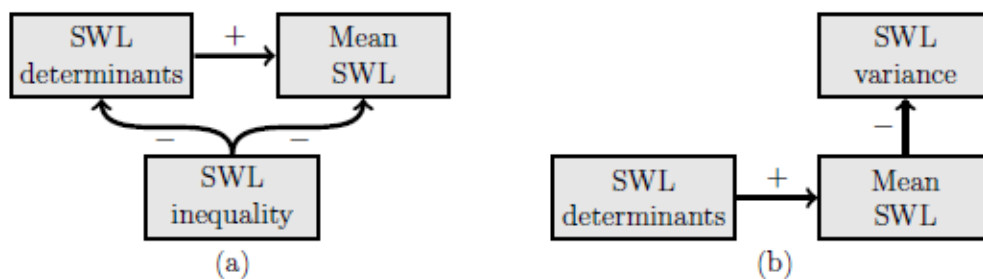 SWL
determinants
+
Mean
SWL
−
−
SWL
inequality
(a)
SWL
variance
−
SWL
determinants
+
Mean
SWL
(b)